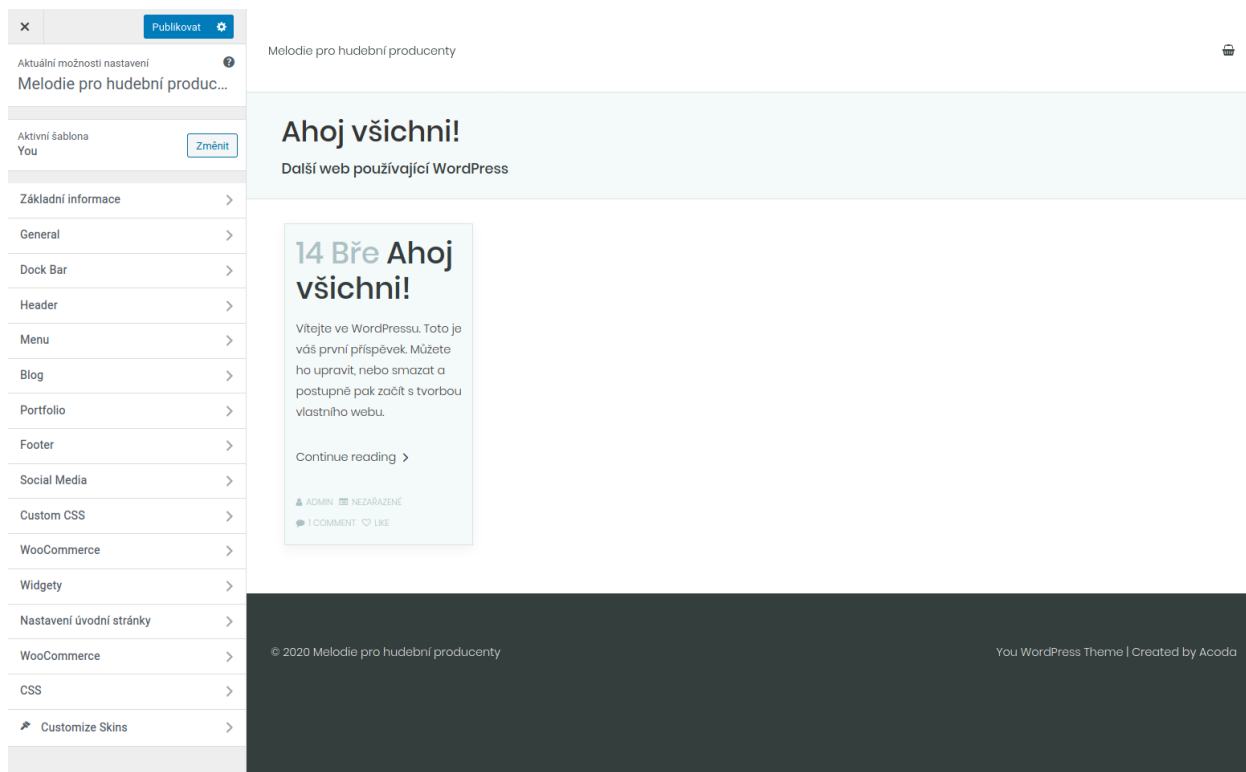 Publikovat
Aktuální možnosti nastavení
Melodie pro hudební produc...
Aktivní šablona
You
Změnit
Základní informace
General
Dock Bar
Header
Menu
Blog
Portfolio
Footer
Social Media
Custom CSS
WooCommerce
Widgety
Nastavení úvodní stránky
WooCommerce
CSS
Customize Skins
Melodie pro hudební producenty
Ahoj všichni!
Další web používající WordPress
14 Bře Ahoj
všichni!
Vítejte ve WordPressu. Toto je
váš první příspěvek. Můžete
ho upravit, nebo smazat a
postupně pak začít s tvorbou
vlastního webu.
Continue reading
ADMIN NEZAŘAZENÉ
1 COMMENT LIKE
© 2020 Melodie pro hudební producenty
You WordPress Theme | Created by Acoda